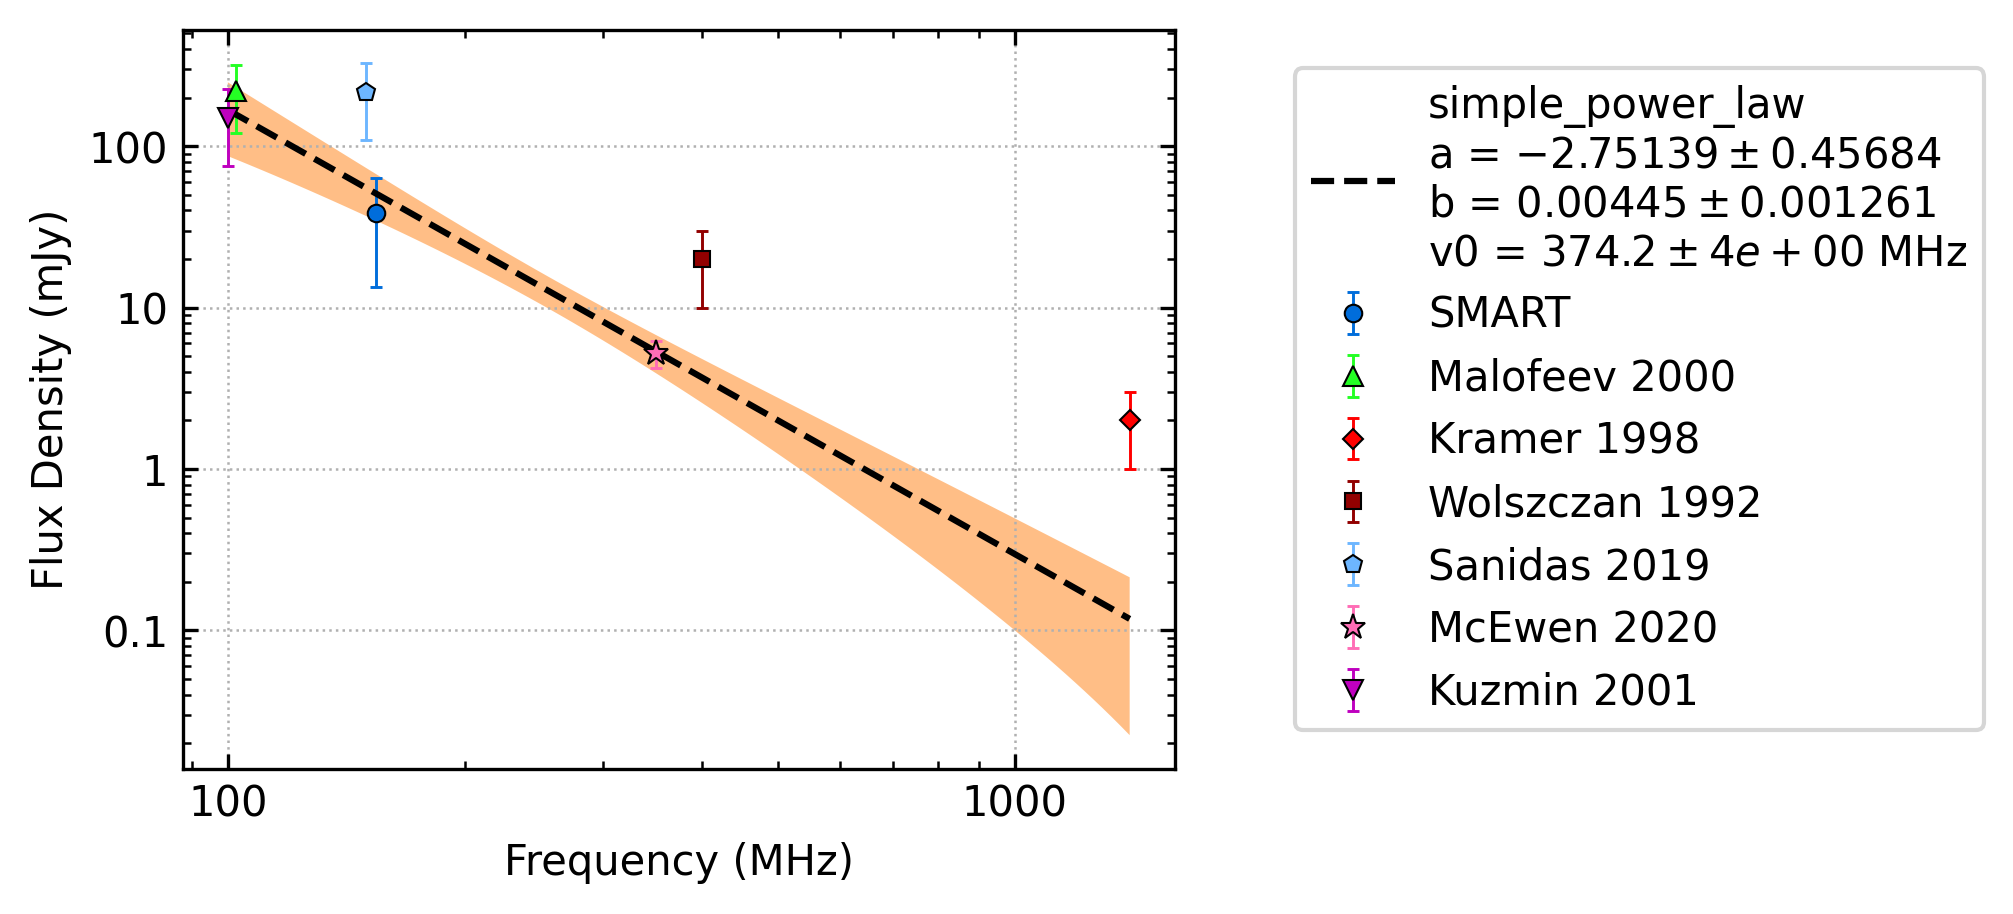 100
10
1
0.1
100
1000
Flux Density (mJy)
Frequency (MHz)
simple_power_law
a = −2.75139 ± 0.45684
b = 0.00445 ± 0.001261
v0 = 374.2 ± 4e + 00 MHz
SMART
Malofeev 2000
Kramer 1998
Wolszczan 1992
Sanidas 2019
McEwen 2020
Kuzmin 2001